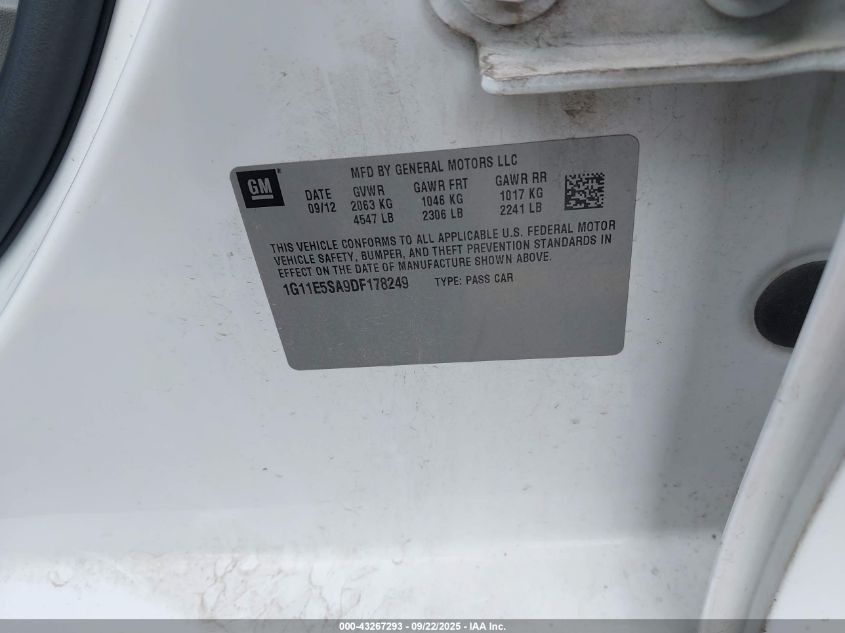 GM
MFD BY GENERAL MOTORS LLC
DATE GVWR GAWR FRT GAWR RR
09/12 2063 KG 1046 KG 1017 KG
4547 LB 2306 LB 2241 LB
THIS VEHICLE CONFORMS TO ALL APPLICABLE U.S. FEDERAL MOTOR
VEHICLE SAFETY, BUMPER, AND THEFT PREVENTION STANDARDS IN
EFFECT ON THE DATE OF MANUFACTURE SHOWN ABOVE.
1G11E5SA9DF178249 TYPE: PASS CAR
000-43267293 - 09/22/2025 - IAA Inc.